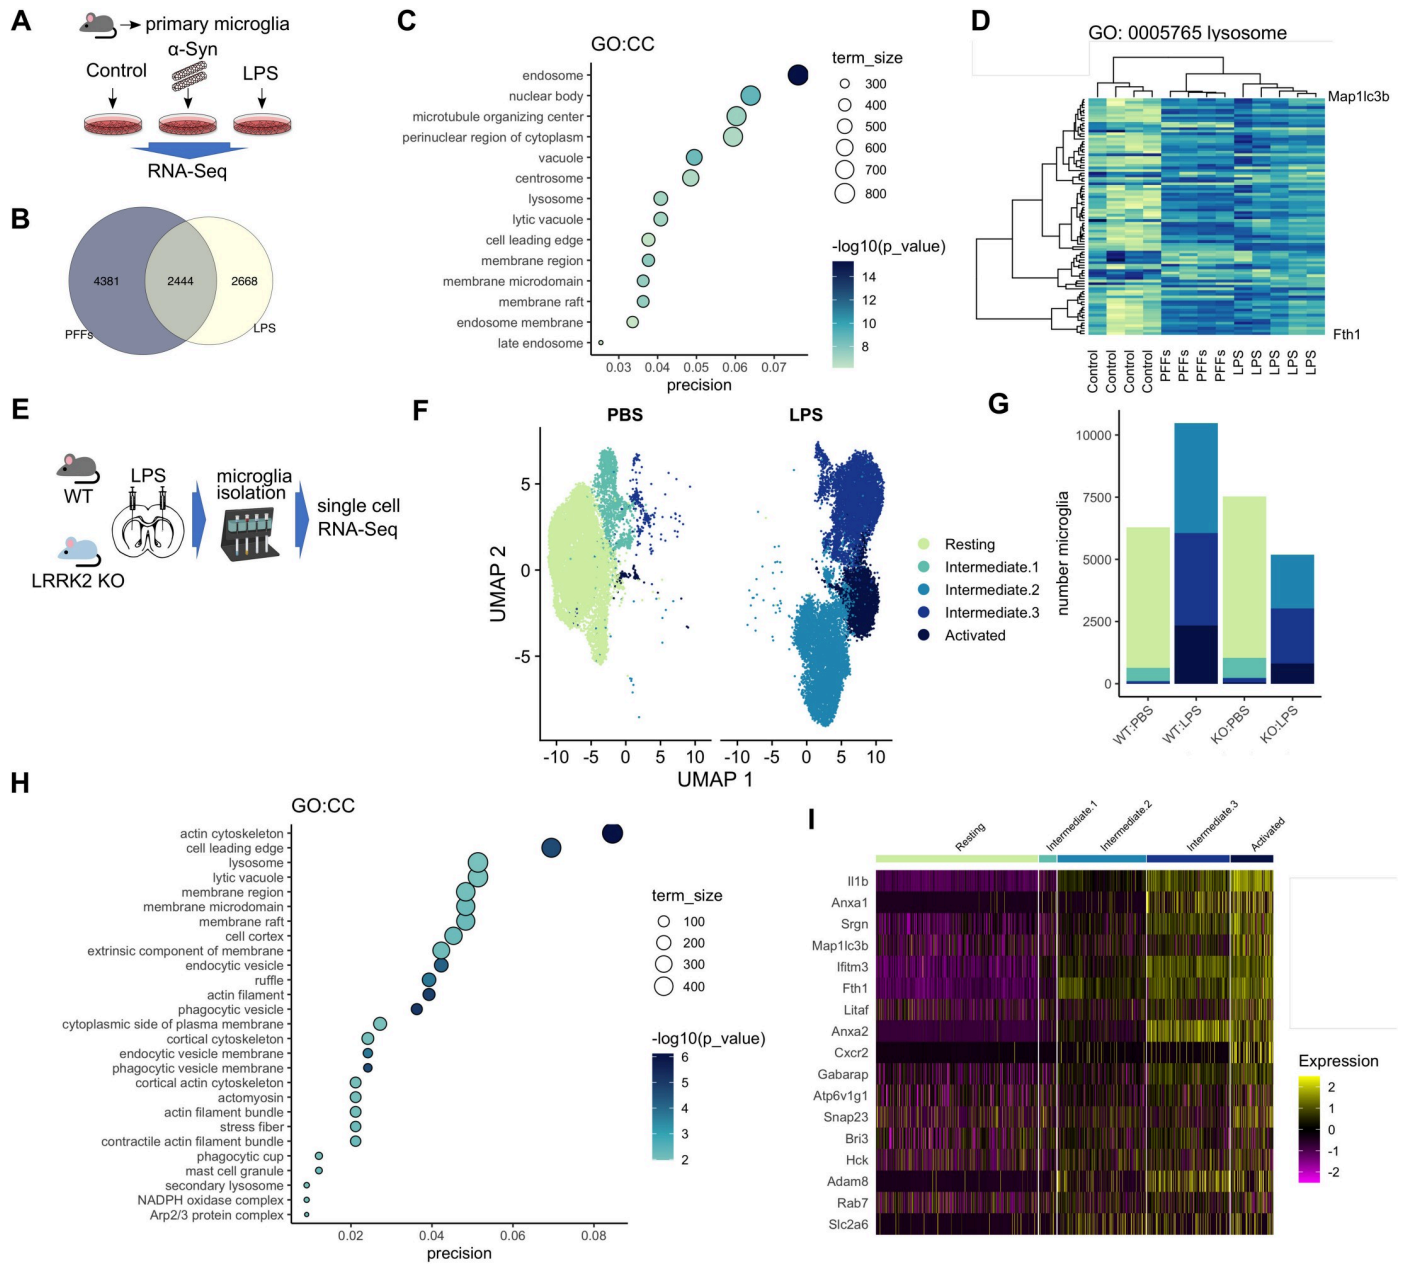 A
primary microglia
α-Syn
Control
LPS
RNA-Seq
B
4381
2444
2668
PFFs
LPS
C
GO:CC
endosome
nuclear body
microtubule organizing center
perinuclear region of cytoplasm
vacuole
centrosome
lysosome
lytic vacuole
cell leading edge
membrane region
membrane microdomain
membrane raft
endosome membrane
late endosome
0.03 0.04 0.05 0.06 0.07
precision
term_size
300
400
500
600
700
800
-log10(p_value)
14
12
10
8
D
GO: 0005765 lysosome
Map1lc3b
Fth1
Control
Control
Control
Control
PFFs
PFFs
PFFs
PFFs
LPS
LPS
LPS
LPS
LPS
E
WT
LRRK2 KO
LPS
microglia
isolation
single cell
RNA-Seq
F
PBS
LPS
UMAP 2
5
0
-5
-10 -5 0 5 10
-10 -5 0 5 10
UMAP 1
Resting
Intermediate.1
Intermediate.2
Intermediate.3
Activated
G
number microglia
10000
7500
5000
2500
0
WT:PBS
WT:LPS
KO:PBS
KO:LPS
H
GO:CC
actin cytoskeleton
cell leading edge
lysosome
lytic vacuole
membrane region
membrane microdomain
membrane raft
cell cortex
extrinsic component of membrane
endocytic vesicle
ruffle
actin filament
phagocytic vesicle
cytoplasmic side of plasma membrane
cortical cytoskeleton
endocytic vesicle membrane
phagocytic vesicle membrane
cortical actin cytoskeleton
actomyosin
actin filament bundle
stress fiber
contractile actin filament bundle
phagocytic cup
mast cell granule
secondary lysosome
NADPH oxidase complex
Arp2/3 protein complex
0.02 0.04 0.06 0.08
precision
term_size
100
200
300
400
-log10(p_value)
6
5
4
3
2
I
Resting
Intermediate.1
Intermediate.2
Intermediate.3
Activated
Il1b
Anxa1
Srgn
Map1lc3b
Ifitm3
Fth1
Litaf
Anxa2
Cxcr2
Gabarap
Atp6v1g1
Snap23
Bri3
Hck
Adam8
Rab7
Slc2a6
Expression
2
1
0
-1
-2